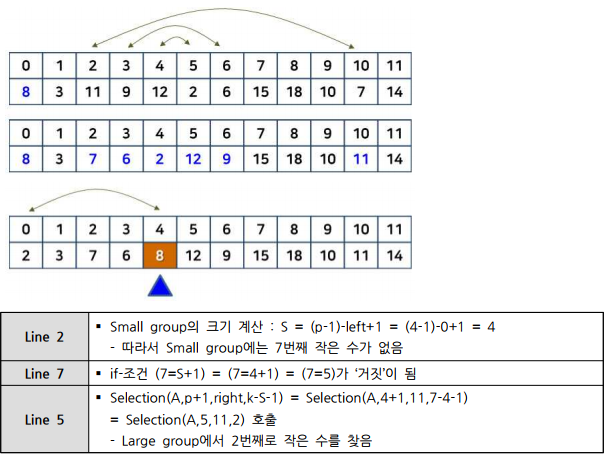 0 1 2 3 4 5 6 7 8 9 10 11
8 3 11 9 12 2 6 15 18 10 7 14
0 1 2 3 4 5 6 7 8 9 10 11
8 3 7 6 2 12 9 15 18 10 11 14
0 1 2 3 4 5 6 7 8 9 10 11
2 3 7 6 8 12 9 15 18 10 11 14
Line 2
▪ Small group의 크기 계산 : S = (p-1)-left+1 = (4-1)-0+1 = 4
- 따라서 Small group에는 7번째 작은 수가 없음
Line 7
▪ if-조건 (7=S+1) = (7=4+1) = (7=5)가 ‘거짓’이 됨
Line 5
▪ Selection(A,p+1,right,k-S-1) = Selection(A,4+1,11,7-4-1)
= Selection(A,5,11,2) 호출
- Large group에서 2번째로 작은 수를 찾음